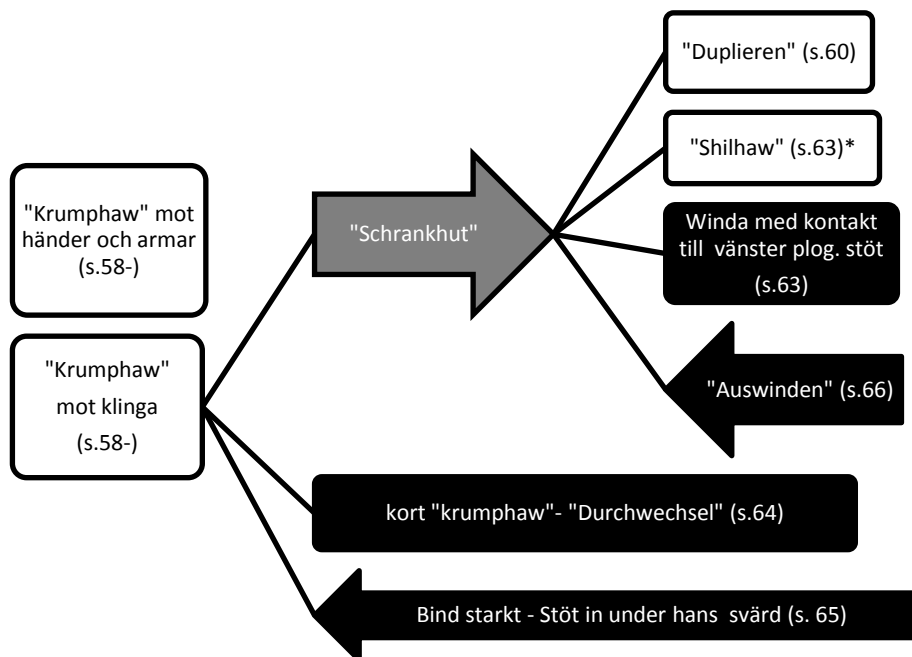 "Krumphaw" mot
händer och armar
(s.58-)
"Krumphaw"
mot klinga
(s.58-)
"Schrankhut"
"Duplieren" (s.60)
"Shilhaw" (s.63)*
Winda med kontakt
till vänster plog. stöt
(s.63)
"Auswinden" (s.66)
kort "krumphaw"- "Durchwechsel" (s.64)
Bind starkt - Stöt in under hans svärd (s. 65)